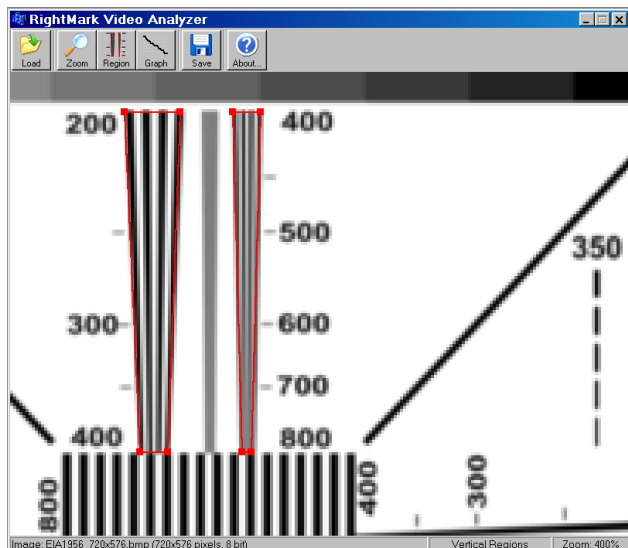 RightMark Video Analyzer
Load Zoom Region Graph Save About...
200 400
500
350
300 600
700
400 800
800 400 300
Image: EIA1956_720x576.bmp (720x576 pixels, 8 bit) Vertical Regions Zoom: 400%